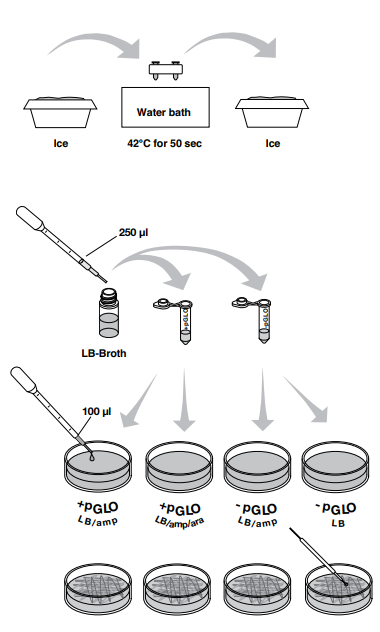 Water bath
Ice
42°C for 50 sec
Ice
250 µl
+pGLO
-pGLO
LB-Broth
100 µl
+pGLO
LB/amp
+pGLO
LB/amp/ara
-pGLO
LB/amp
-pGLO
LB